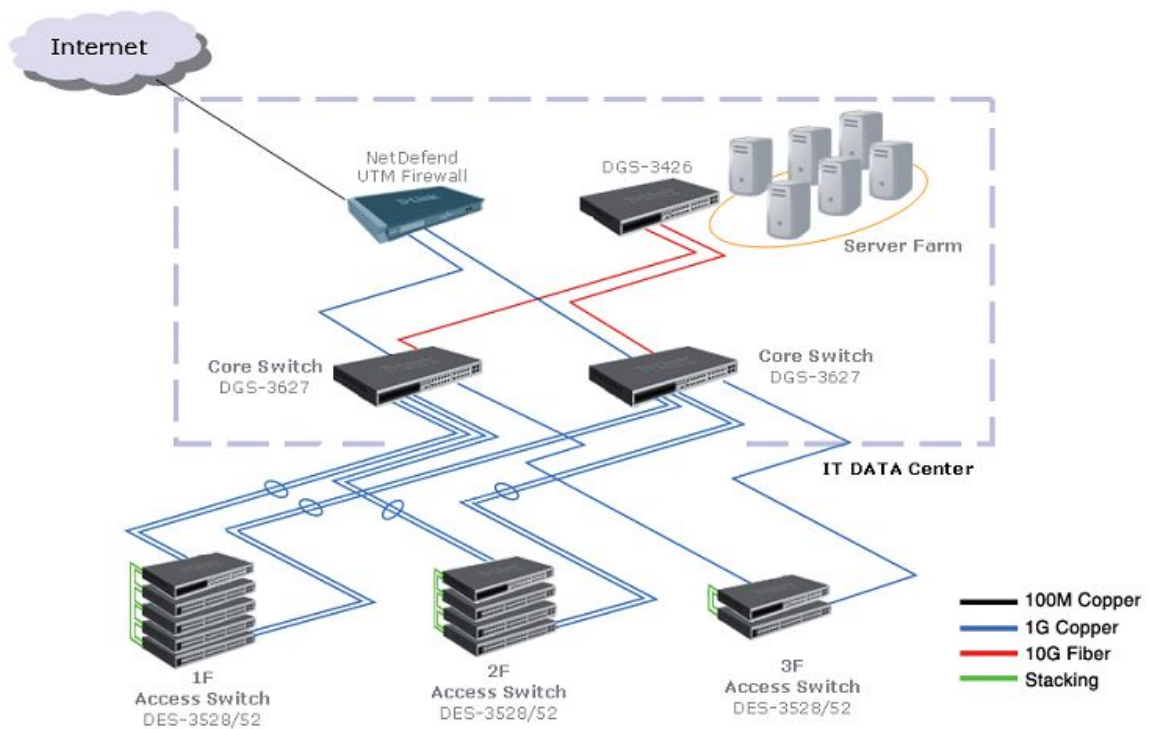 Internet
NetDefend
UTM Firewall
DGS-3426
Server Farm
Core Switch
DGS-3627
Core Switch
DGS-3627
IT DATA Center
1F
Access Switch
DES-3528/52
2F
Access Switch
DES-3528/52
3F
Access Switch
DES-3528/52
100M Copper
1G Copper
10G Fiber
Stacking